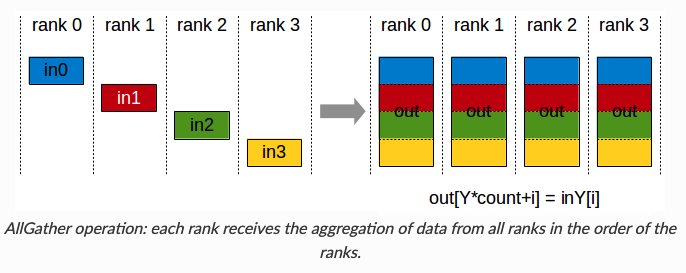 rank 0 rank 1 rank 2 rank 3 rank 0 rank 1 rank 2 rank 3
in0
in1
out out out out
in2
in3
out[Y*count+i] = inY[i]
AllGather operation: each rank receives the aggregation of data from all ranks in the order of the
ranks.